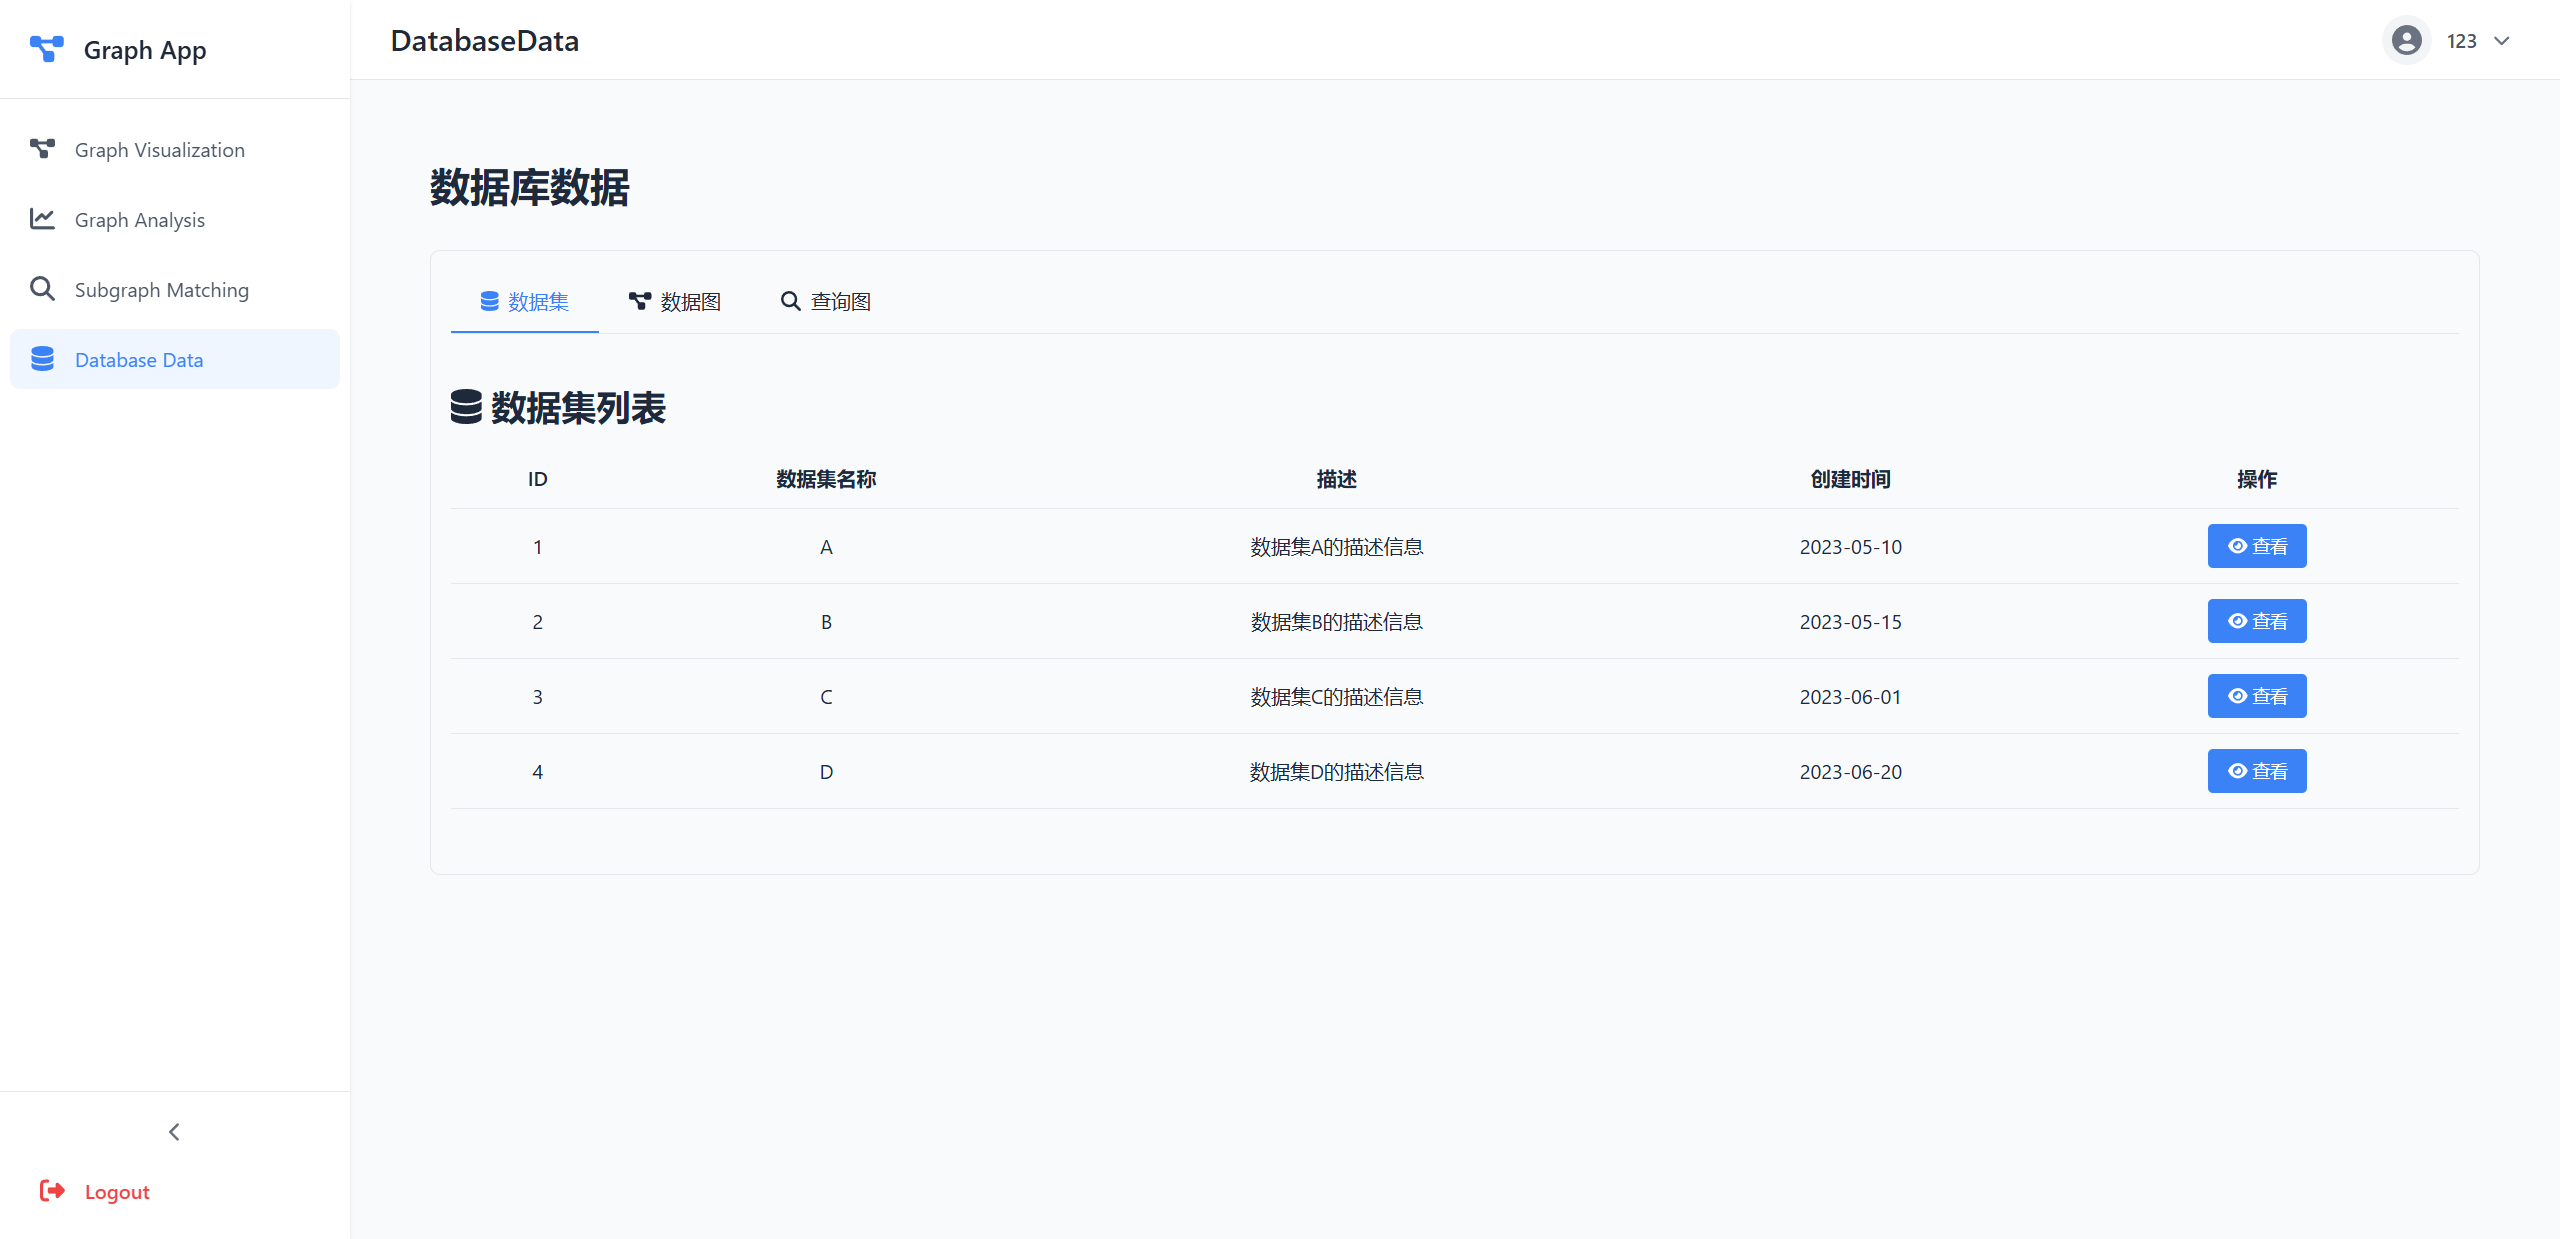 Graph App
DatabaseData
123
Graph Visualization
Graph Analysis
Subgraph Matching
Database Data
数据库数据
数据集 数据图 查询图
数据集列表
ID 数据集名称 描述 创建时间 操作
1 A 数据集A的描述信息 2023-05-10 查看
2 B 数据集B的描述信息 2023-05-15 查看
3 C 数据集C的描述信息 2023-06-01 查看
4 D 数据集D的描述信息 2023-06-20 查看
Logout